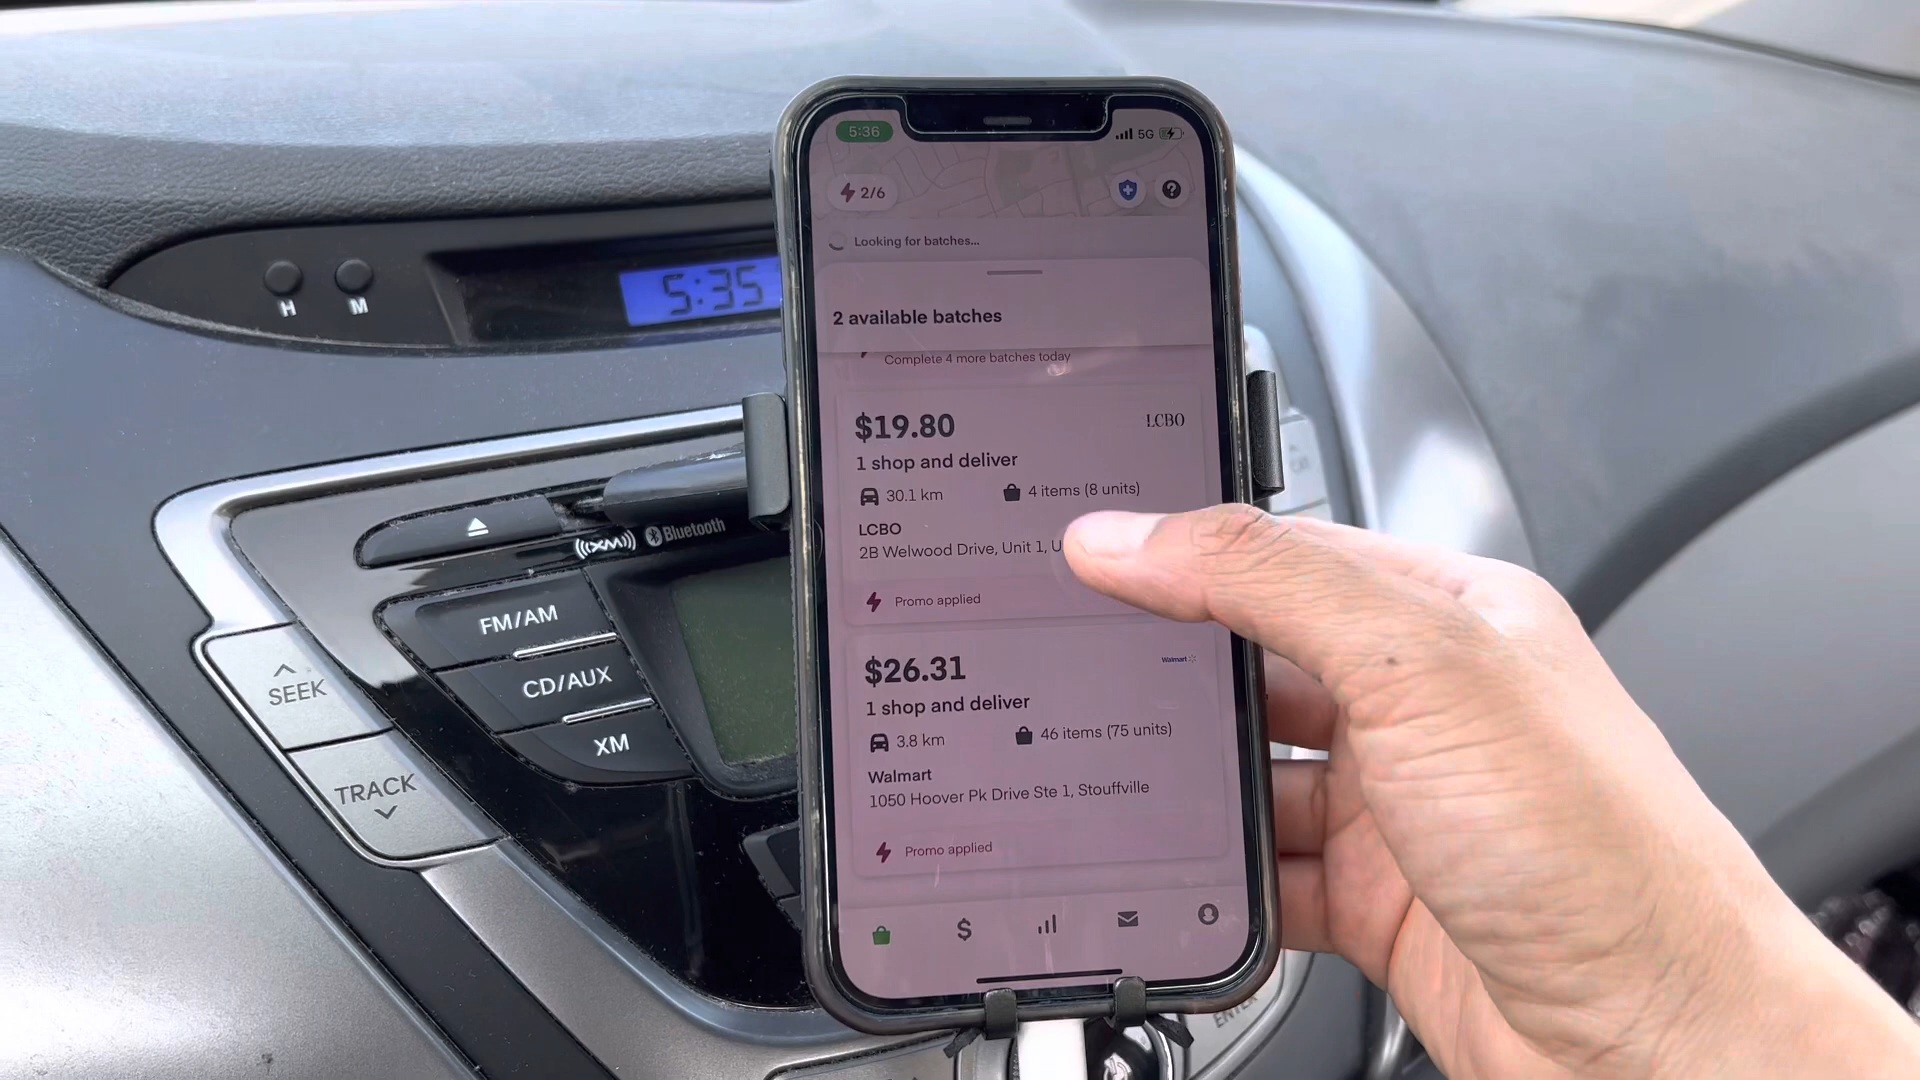 5:36
5G
2/6
Looking for batches...
2 available batches
Complete 4 more batches today
$19.80
LCBO
1 shop and deliver
30.1 km
4 items (8 units)
LCBO
2B Welwood Drive, Unit 1, U
Promo applied
$26.31
Walmart
1 shop and deliver
3.8 km
46 items (75 units)
Walmart
1050 Hoover Pk Drive Ste 1, Stouffville
Promo applied
$
H
M
5:35
((XM))
Bluetooth
FM/AM
CD/AUX
XM
SEEK
TRACK
ENTER